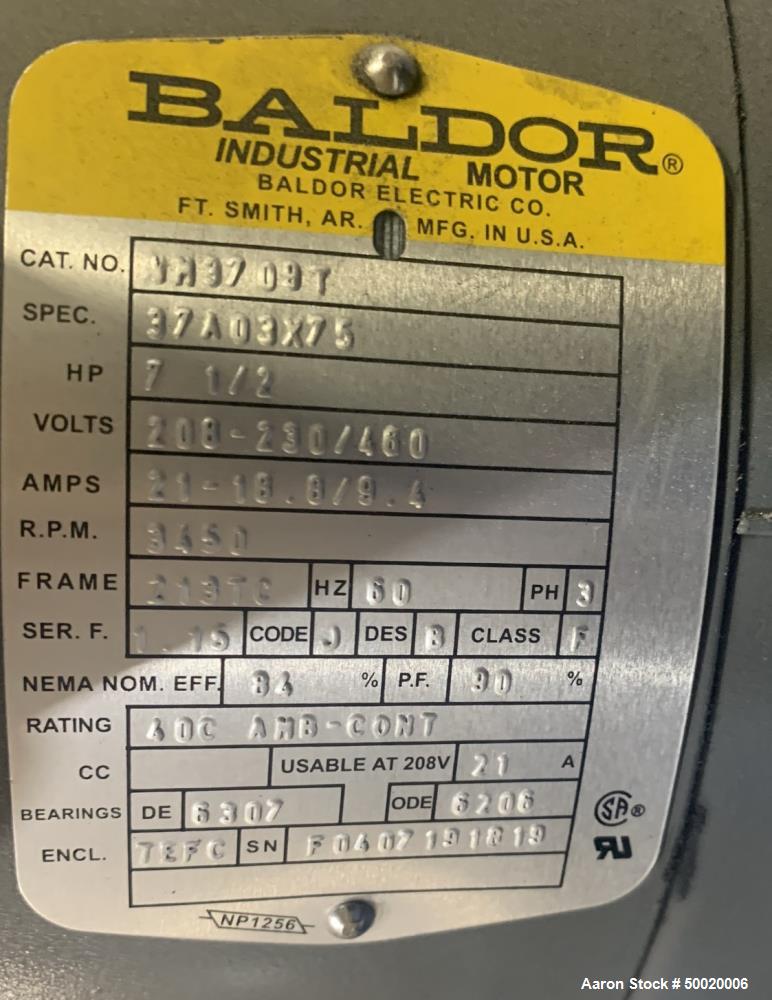 BALDOR®
INDUSTRIAL MOTOR
BALDOR ELECTRIC CO.
FT. SMITH, AR. MFG. IN U.S.A.
CAT. NO. VM3709T
SPEC. 37A03X75
HP 7 1/2
VOLTS 208-230/460
AMPS 21-18.8/9.4
R.P.M. 3450
FRAME 213TC HZ 60 PH 3
SER. F. 1.15 CODE J DES B CLASS F
NEMA NOM. EFF. 84 % P.F. 90 %
RATING 40C AMB-CONT
CC USABLE AT 208V 21 A
BEARINGS DE 6307 ODE 6206
ENCL. TEFC SN F0407191819
NP1256
Aaron Stock # 50020006